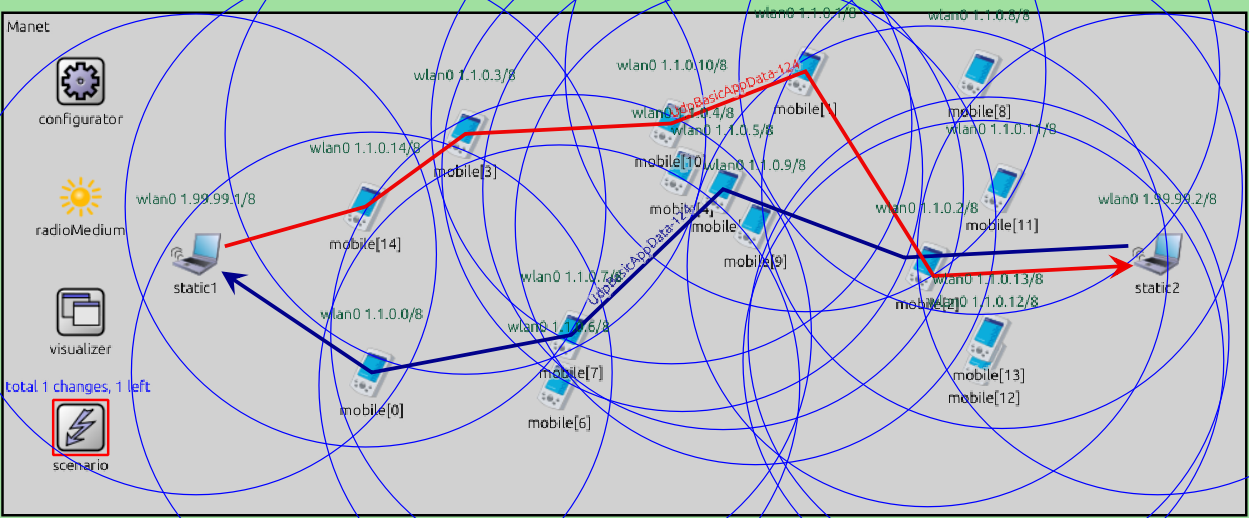 Manet
wlan0 1.1.0.1/8
wlan0 1.1.0.8/8
wlan0 1.1.0.3/8
wlan0 1.1.0.10/8
UdpBasicAppData-124
configurator
mobile[1]
mobile[8]
wlan0 1.1.0.4/8
wlan0 1.1.0.5/8
wlan0 1.1.0.11/8
wlan0 1.1.0.14/8
mobile[3]
mobile[10]
wlan0 1.1.0.9/8
wlan0 1.99.99.1/8
wlan0 1.99.99.2/8
mobile[4]
wlan0 1.1.0.2/8
radioMedium
mobile[14]
mobile
mobile[11]
UdpBasicAppData-12
mobile[9]
static1
wlan0 1.1.0.7/8
wlan0 1.1.0.13/8
static2
mobile[2]
wlan0 1.1.0.12/8
wlan0 1.1.0.0/8
wlan0 1.1.0.6/8
visualizer
mobile[7]
mobile[13]
total 1 changes, 1 left
mobile[0]
mobile[12]
mobile[6]
scenario